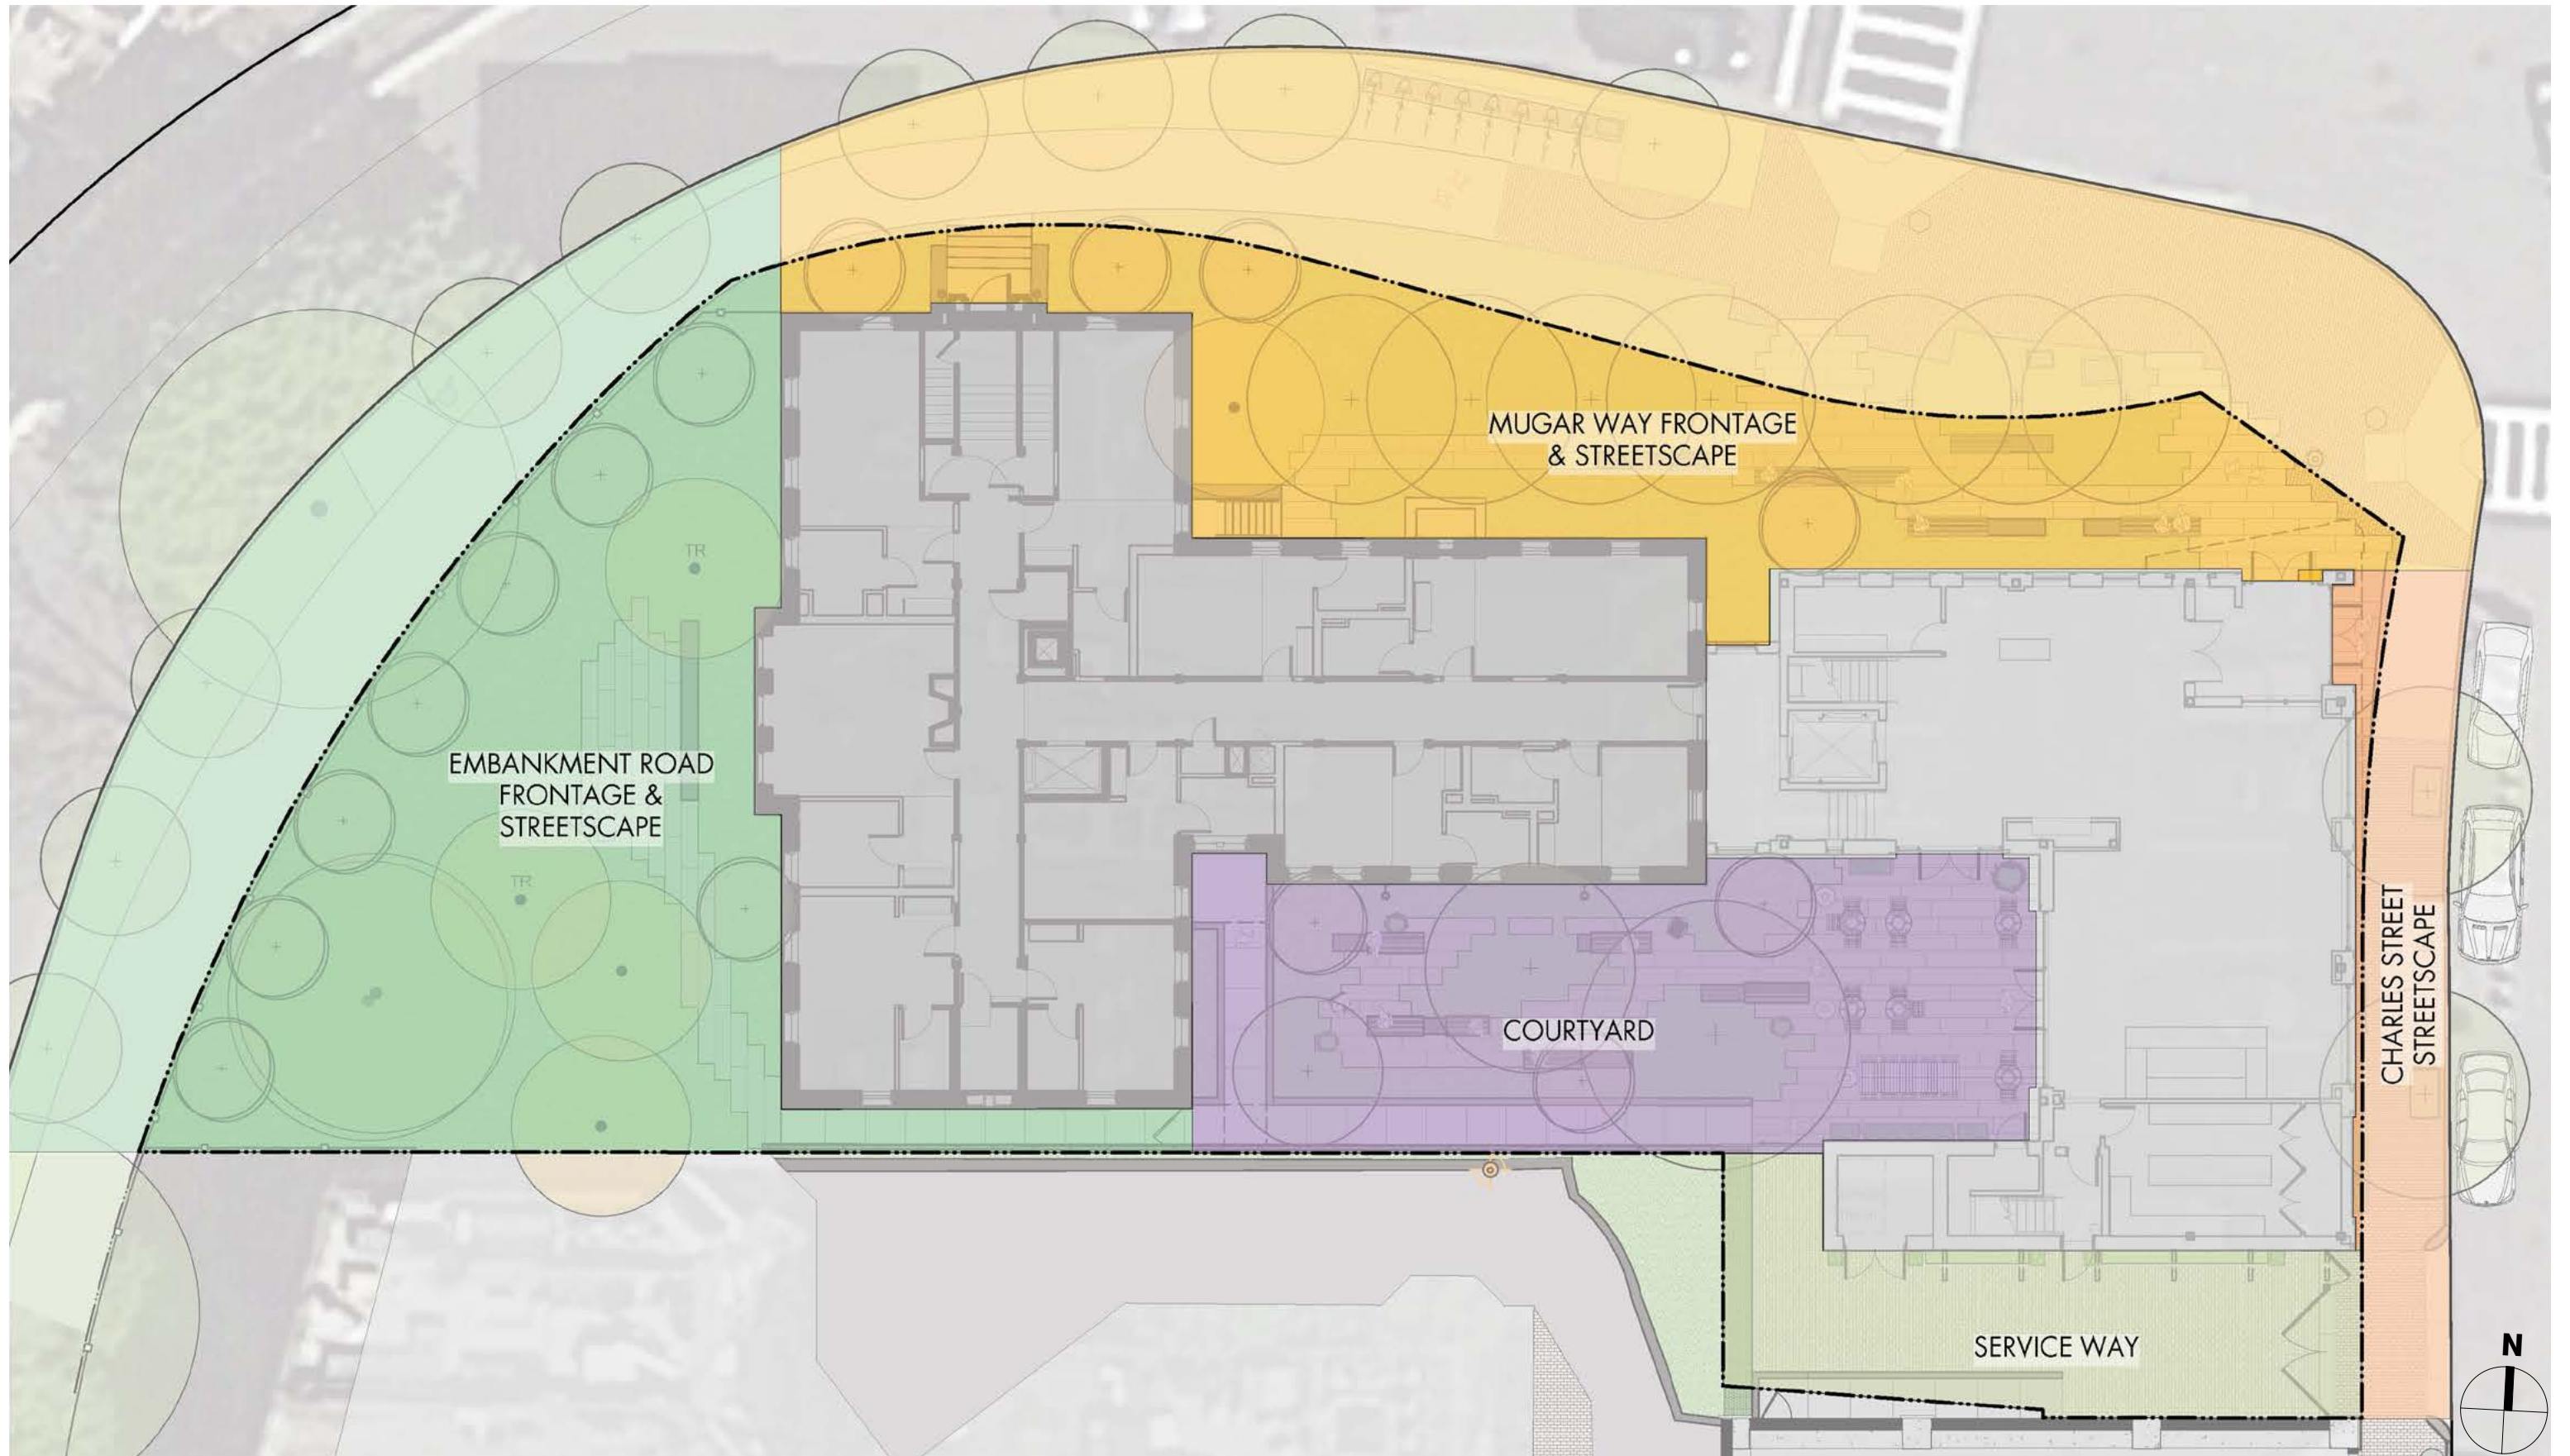 MUGAR WAY FRONTAGE
& STREETSCAPE
TR
EMBANKMENT ROAD
FRONTAGE &
STREETSCAPE
TR
COURTYARD
CHARLES STREET
STREETSCAPE
SERVICE WAY
N